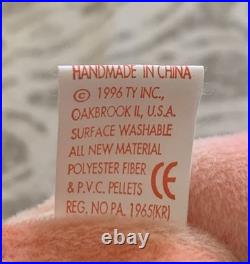 HANDMADE IN CHINA
© 1996 TY INC.,
OAKBROOK IL, U.S.A.
SURFACE WASHABLE
ALL NEW MATERIAL
POLYESTER FIBER
& P.V.C. PELLETS CE
REG. NO PA. 1965(KR)